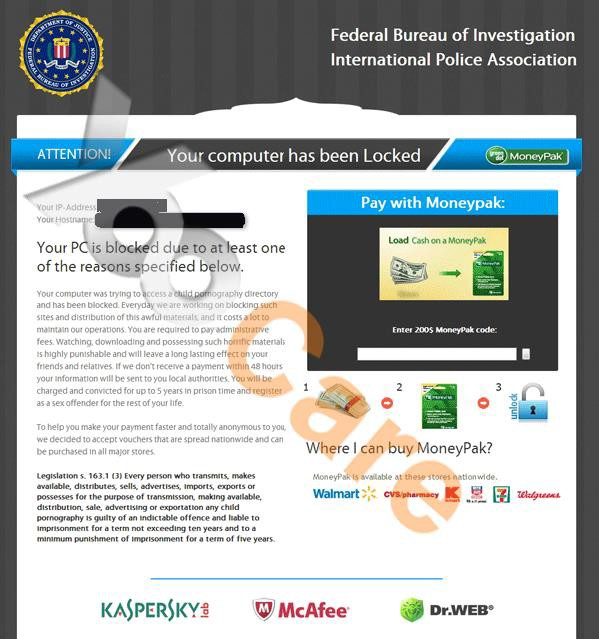 DEPARTMENT OF JUSTICE
FEDERAL BUREAU OF INVESTIGATION
Federal Bureau of Investigation
International Police Association
ATTENTION!
Your computer has been Locked
green dot MoneyPak
Your IP-Address:
Your Hostname:
Your PC is blocked due to at least one
of the reasons specified below.
Your computer was trying to access a child pornography directory
and has been blocked. Everyday we are working on blocking such
sites and distribution of this awful materials, and it costs a lot to
maintain our operations. You are required to pay administrative
fees.
Watching, downloading and possessing such horrific materials
is highly punishable and will leave a long lasting effect on your
friends and relatives. If we don't receive a payment within 48 hours
your information will be sent to you local authorities. You will be
charged and convicted for up to 5 years in prison time and register
as a sex offender for the rest of your life.
To help you make your payment faster and totally anonymous to you,
we decided to accept vouchers that are spread nationwide and can
be purchased in all major stores.
Legislation s. 163.1 (3) Every person who transmits, makes
available, distributes, sells, advertises, imports, exports or
possesses for the purpose of transmission, making available,
distribution, sale, advertising or exportation any child
pornography is guilty of an indictable offence and liable to
imprisonment for a term not exceeding ten years and to a
minimum punishment of imprisonment for a term of five years.
Pay with Moneypak:
Load Cash on a MoneyPak
Enter 200$ MoneyPak code:
1
2
3
unlock
Where I can buy MoneyPak?
MoneyPak is available at these stores nationwide.
Walmart
CVS/pharmacy
K
kmart
RITE AID
7 ELEVEN
Walgreens
KASPERSKY lab
McAfee
Dr.WEB®
Care